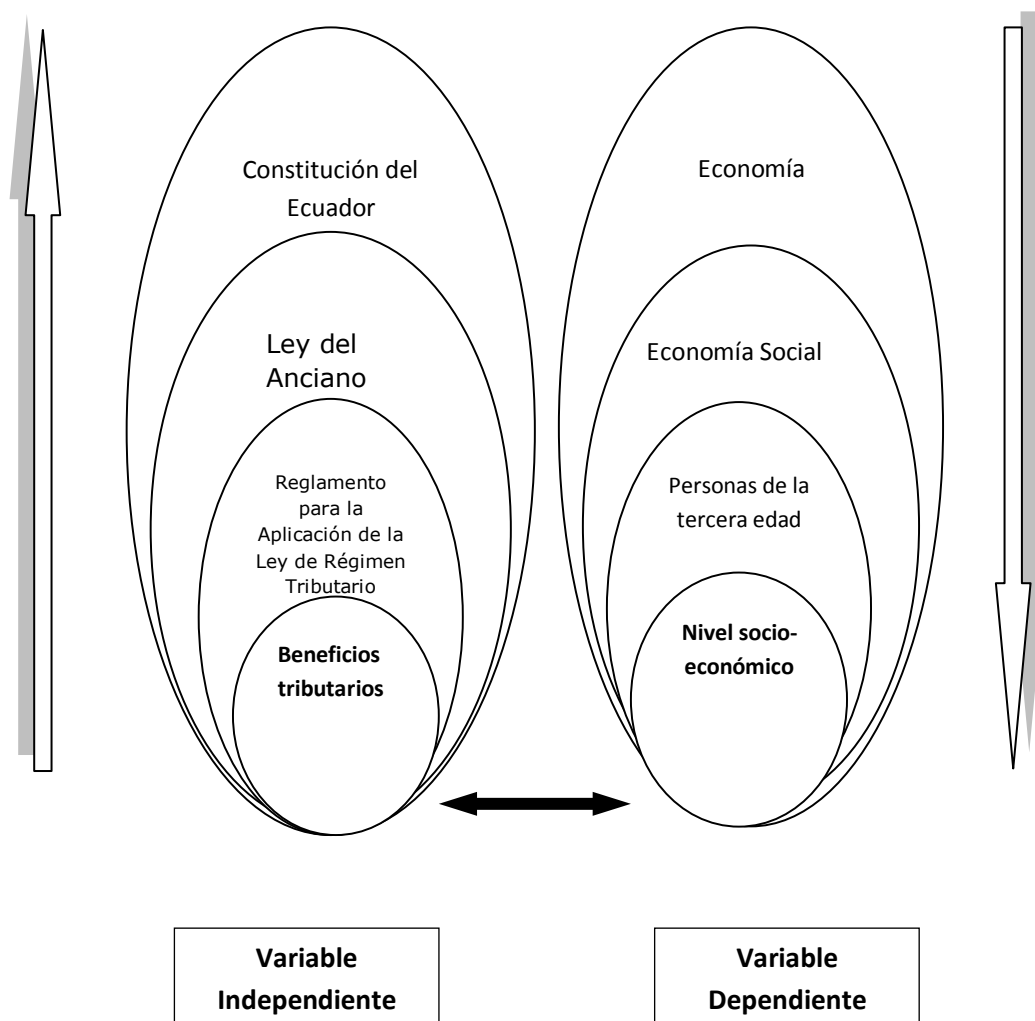 Constitución del
Ecuador
Ley del
Anciano
Reglamento
para la
Aplicación de la
Ley de Régimen
Tributario
Beneficios
tributarios
Economía
Economía Social
Personas de la
tercera edad
Nivel socio-
económico
Variable
Independiente
Variable
Dependiente